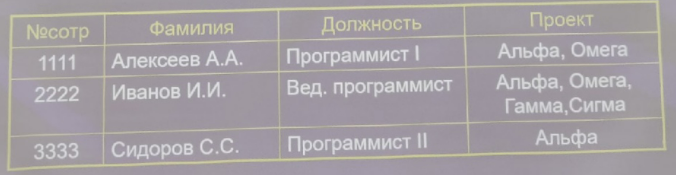 №сотр Фамилия Должность Проект
1111 Алексеев А.А. Программист I Альфа, Омега
2222 Иванов И.И. Вед. программист Альфа, Омега,
Гамма,Сигма
3333 Сидоров С.С. Программист II Альфа